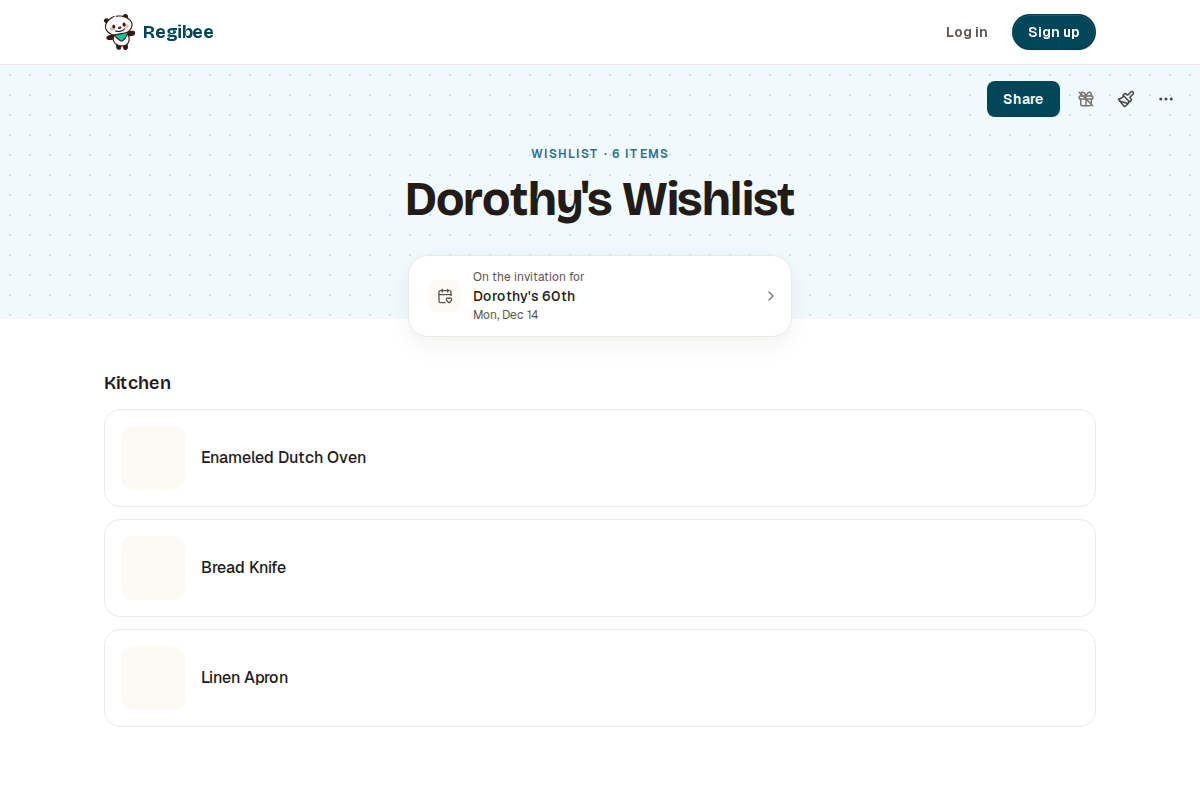 Regibee
Log in
Sign up
Share
WISHLIST · 6 ITEMS
Dorothy's Wishlist
On the invitation for
Dorothy's 60th
Mon, Dec 14
Kitchen
Enameled Dutch Oven
Bread Knife
Linen Apron